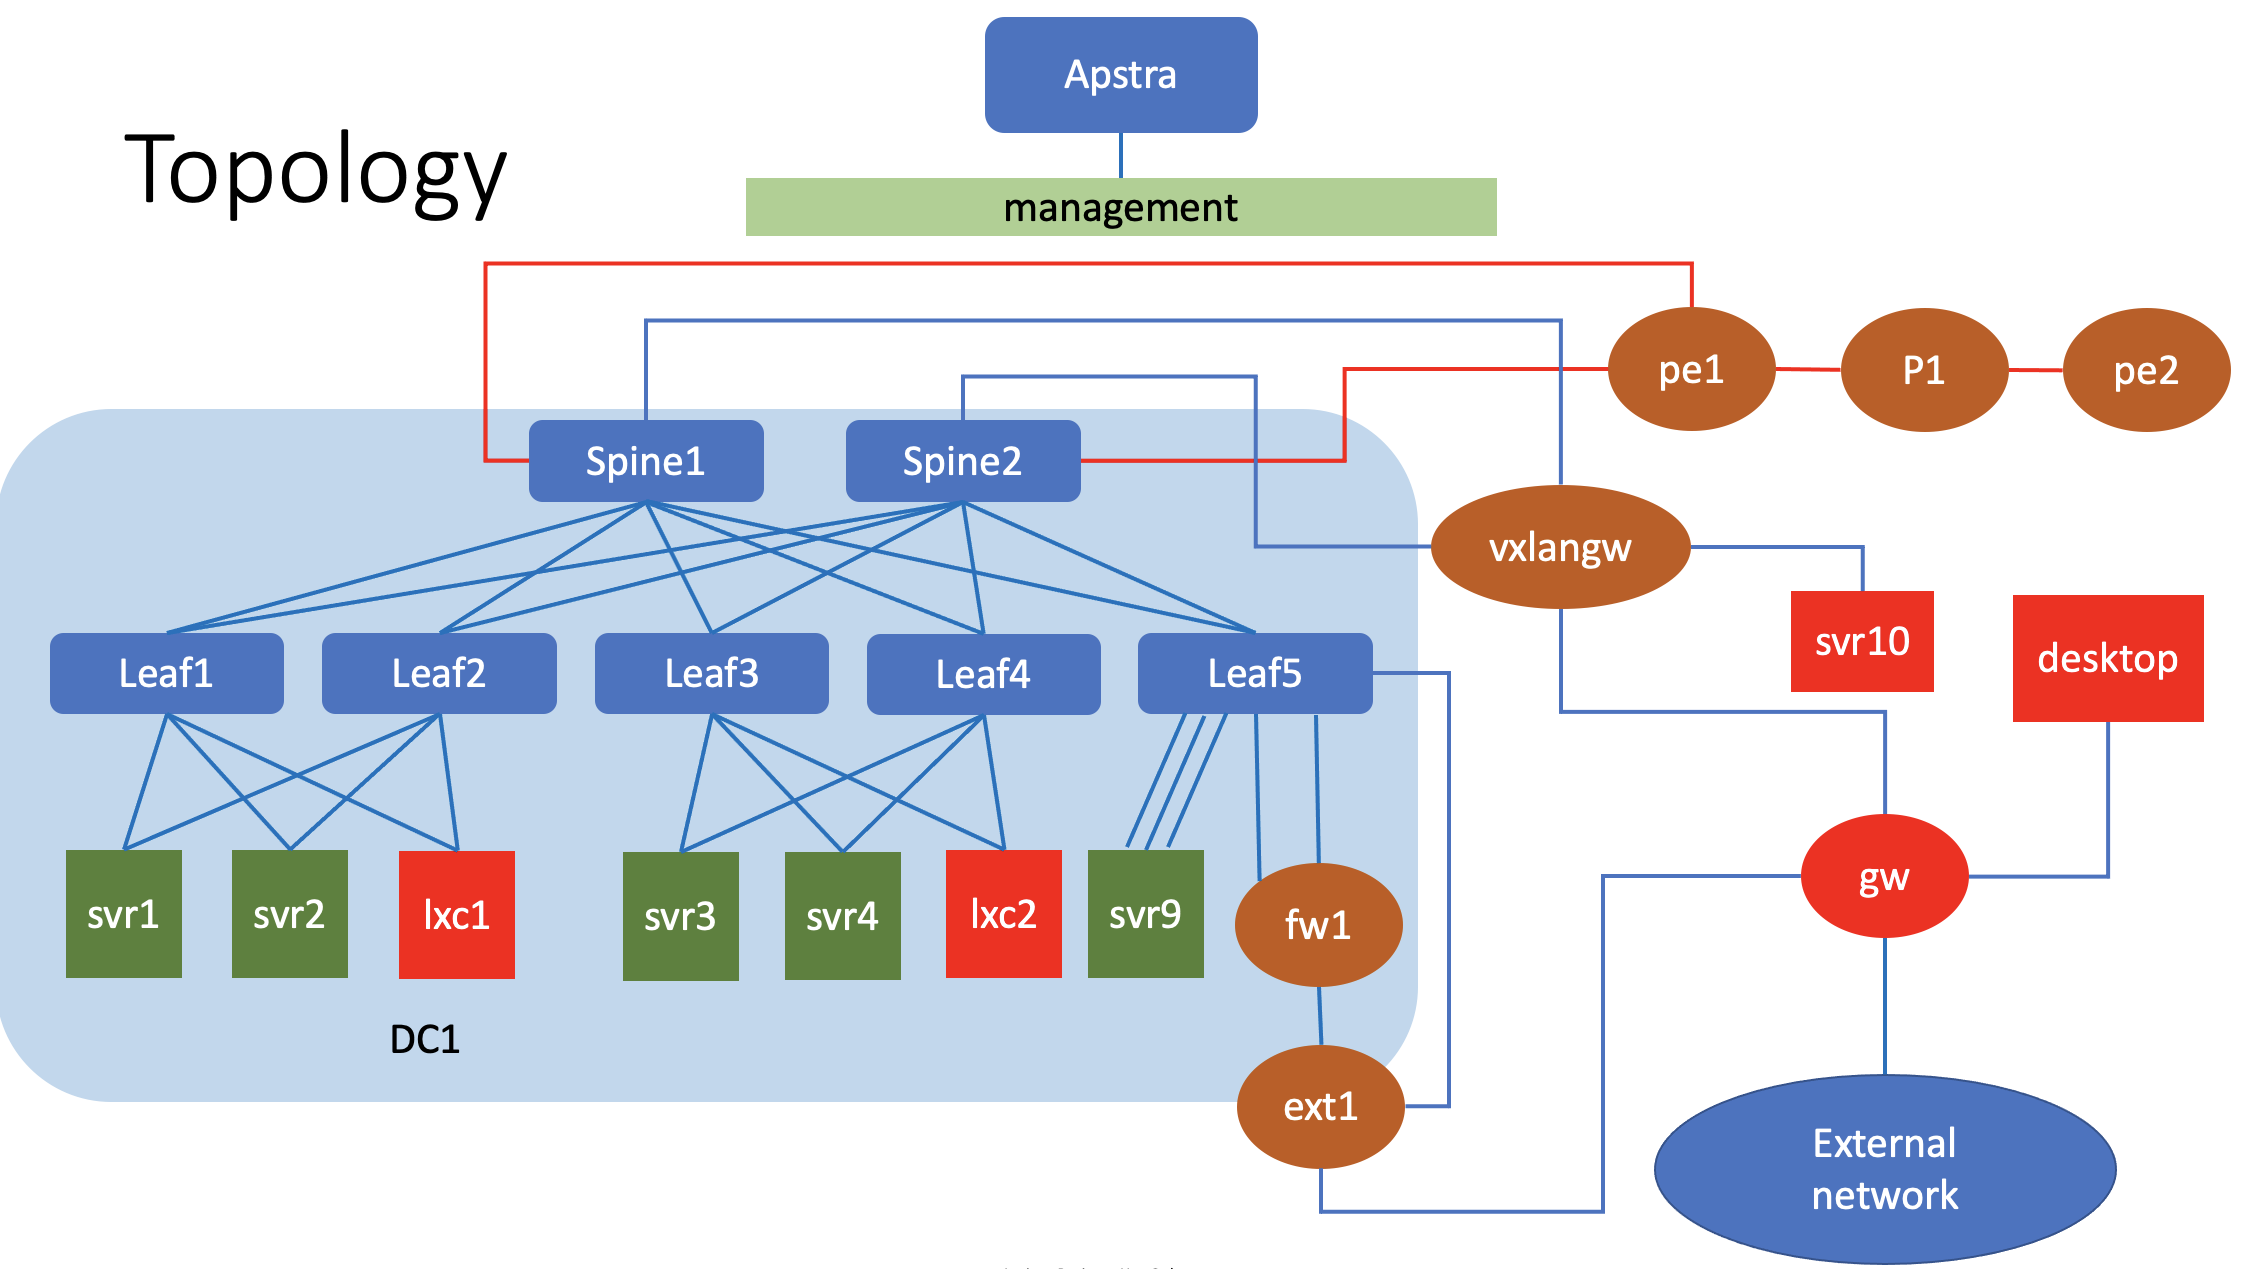 Apstra
Topology
management
pe1
P1
pe2
Spine1
Spine2
vxlangw
svr10
desktop
Leaf1
Leaf2
Leaf3
Leaf4
Leaf5
gw
svr1
svr2
lxc1
svr3
svr4
lxc2
svr9
fw1
DC1
ext1
External
network